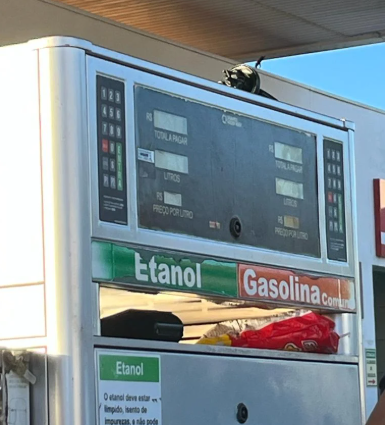 R$
TOTAL A PAGAR
LITROS
R$
PREÇO POR LITRO
R$
TOTAL A PAGAR
LITROS
R$
PREÇO POR LITRO
Etanol
Gasolina Comum
Etanol
O etanol deve estar
límpido, isento de
impurezas, e não pode